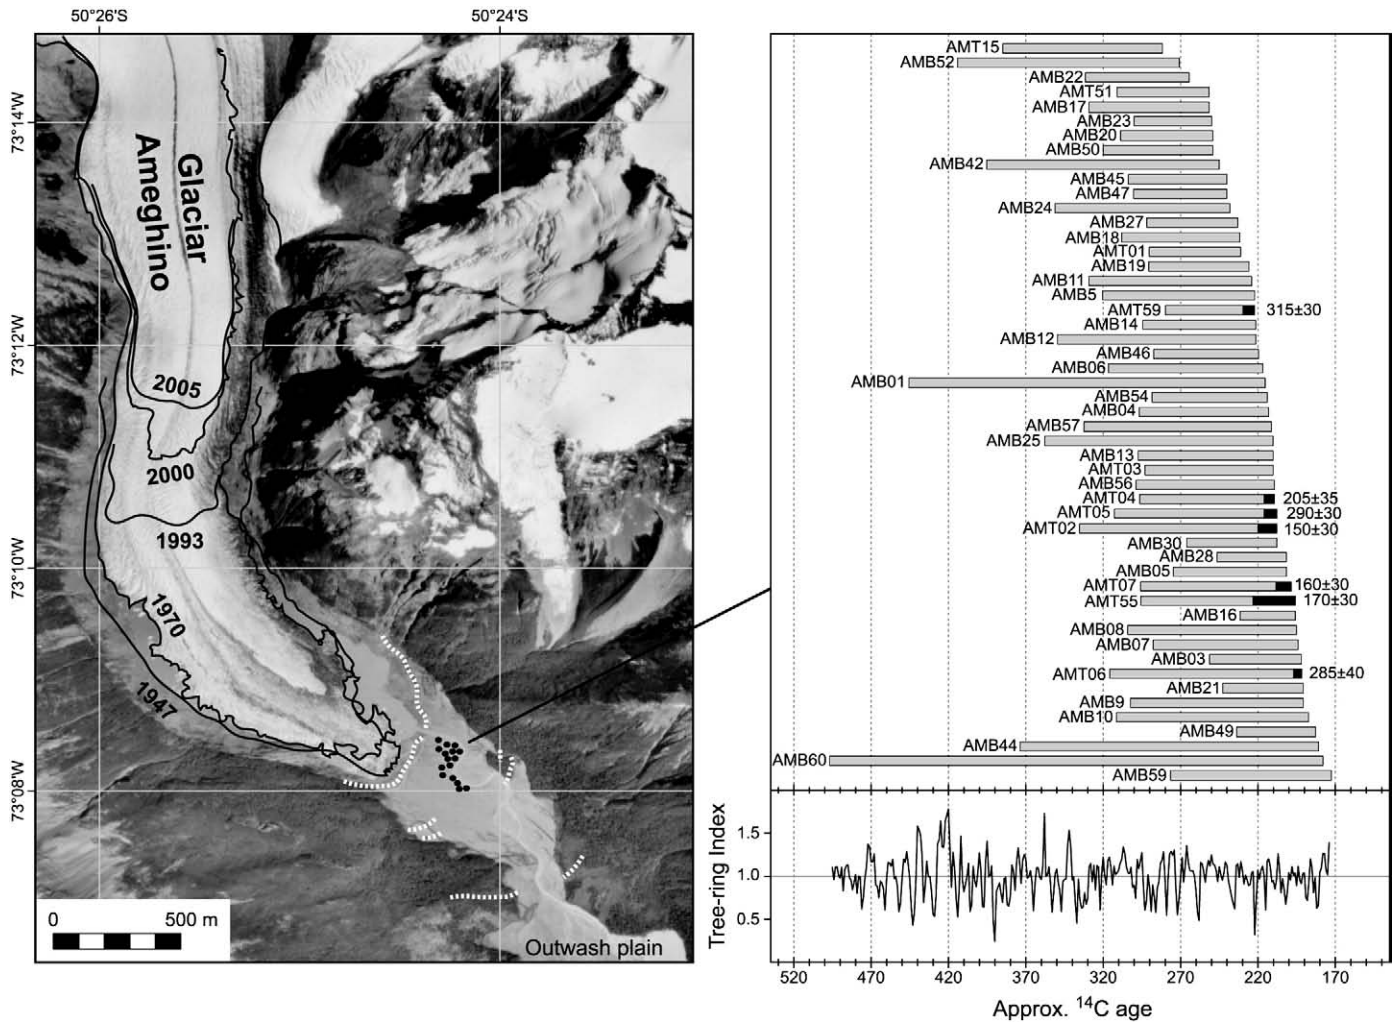 50°26'S
50°24'S
73°14'W
73°12'W
73°10'W
73°08'W
Glaciar
Ameghino
2005
2000
1993
1970
1947
0 500 m
Outwash plain
AMT15
AMB52
AMB22
AMT51
AMB17
AMB23
AMB20
AMB50
AMB42
AMB45
AMB47
AMB24
AMB27
AMB18
AMT01
AMB19
AMB11
AMB5
AMT59 315±30
AMB14
AMB12
AMB46
AMB06
AMB01
AMB54
AMB04
AMB57
AMB25
AMB13
AMT03
AMB56
AMT04 205±35
AMT05 290±30
AMT02 150±30
AMB30
AMB28
AMB05
AMT07 160±30
AMT55 170±30
AMB16
AMB08
AMB07
AMB03
AMT06 285±40
AMB21
AMB9
AMB10
AMB49
AMB44
AMB60
AMB59
Tree-ring Index
1.5
1.0
0.5
520 470 420 370 320 270 220 170
Approx. ¹⁴C age